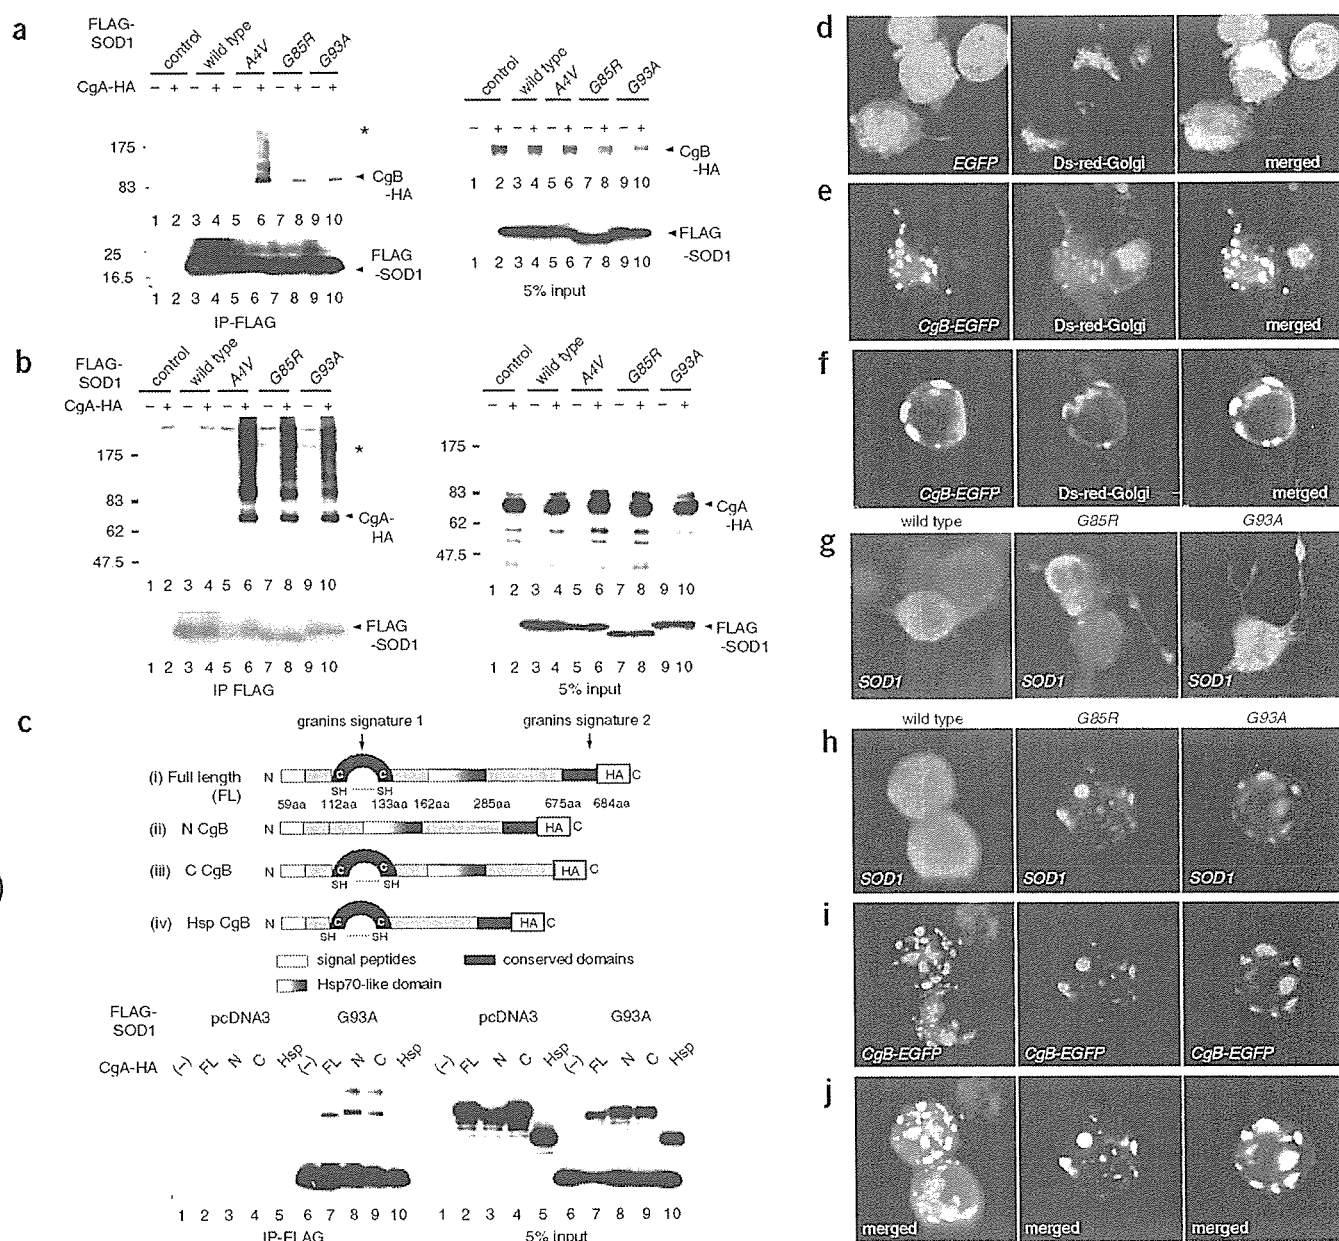 a
FLAG-
SOD1
control
wild type
A4V
G85R
G93A
CgA-HA
- + - + - + - + - +
*
175
83
CgB
-HA
1 2 3 4 5 6 7 8 9 10
25
16.5
FLAG
-SOD1
1 2 3 4 5 6 7 8 9 10
IP-FLAG
control
wild type
A4V
G85R
G93A
- + - + - + - + - +
CgB
-HA
1 2 3 4 5 6 7 8 9 10
FLAG
-SOD1
1 2 3 4 5 6 7 8 9 10
5% input
b
FLAG-
SOD1
control
wild type
A4V
G85R
G93A
CgA-HA
- + - + - + - + - +
*
175
83
62
47.5
CgA-
HA
1 2 3 4 5 6 7 8 9 10
FLAG
-SOD1
1 2 3 4 5 6 7 8 9 10
IP FLAG
control
wild type
A4V
G85R
G93A
- + - + - + - + - +
175
83
62
47.5
CgA
-HA
1 2 3 4 5 6 7 8 9 10
FLAG
-SOD1
1 2 3 4 5 6 7 8 9 10
5% input
c
granins signature 1
granins signature 2
(i) Full length
(FL)
N C C HA C
SH SH
59aa 112aa 133aa 162aa 285aa 675aa 684aa
(ii) N CgB N HA C
(iii) C CgB N C C HA C
SH SH
(iv) Hsp CgB N C C HA C
SH SH
signal peptides
conserved domains
Hsp70-like domain
FLAG-
SOD1
pcDNA3
G93A
pcDNA3
G93A
CgA-HA
(-) FL N C Hsp (-) FL N C Hsp
(-) FL N C Hsp (-) FL N C Hsp
1 2 3 4 5 6 7 8 9 10
IP-FLAG
1 2 3 4 5 6 7 8 9 10
5% input
d
EGFP
Ds-red-Golgi
merged
e
CgB-EGFP
Ds-red-Golgi
merged
f
CgB-EGFP
Ds-red-Golgi
merged
wild type
G85R
G93A
g
SOD1
SOD1
SOD1
wild type
G85R
G93A
h
SOD1
SOD1
SOD1
i
CgB-EGFP
CgB-EGFP
CgB-EGFP
j
merged
merged
merged